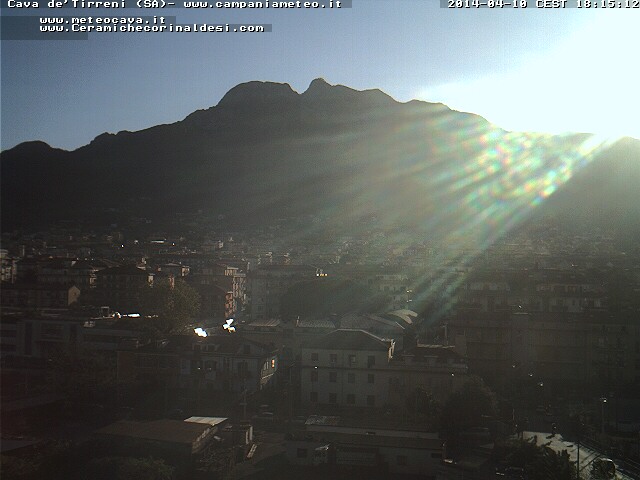 Cava de'Tirreni (SA)- www.campaniameteo.it
2014-04-10 CEST 18:15:12
www.meteocava.it
www.Ceramichecorinaldesi.com